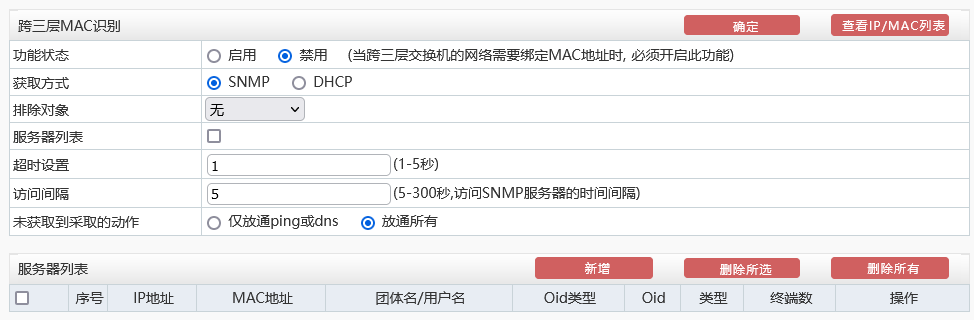 跨三层MAC识别 确定 查看IP/MAC列表
功能状态 启用 禁用 (当跨三层交换机的网络需要绑定MAC地址时, 必须开启此功能)
获取方式 SNMP DHCP
排除对象 无
服务器列表
超时设置 1 (1-5秒)
访问间隔 5 (5-300秒,访问SNMP服务器的时间间隔)
未获取到采取的动作 仅放通ping或dns 放通所有
服务器列表 新增 删除所选 删除所有
序号 IP地址 MAC地址 团体名/用户名 Oid类型 Oid 类型 终端数 操作